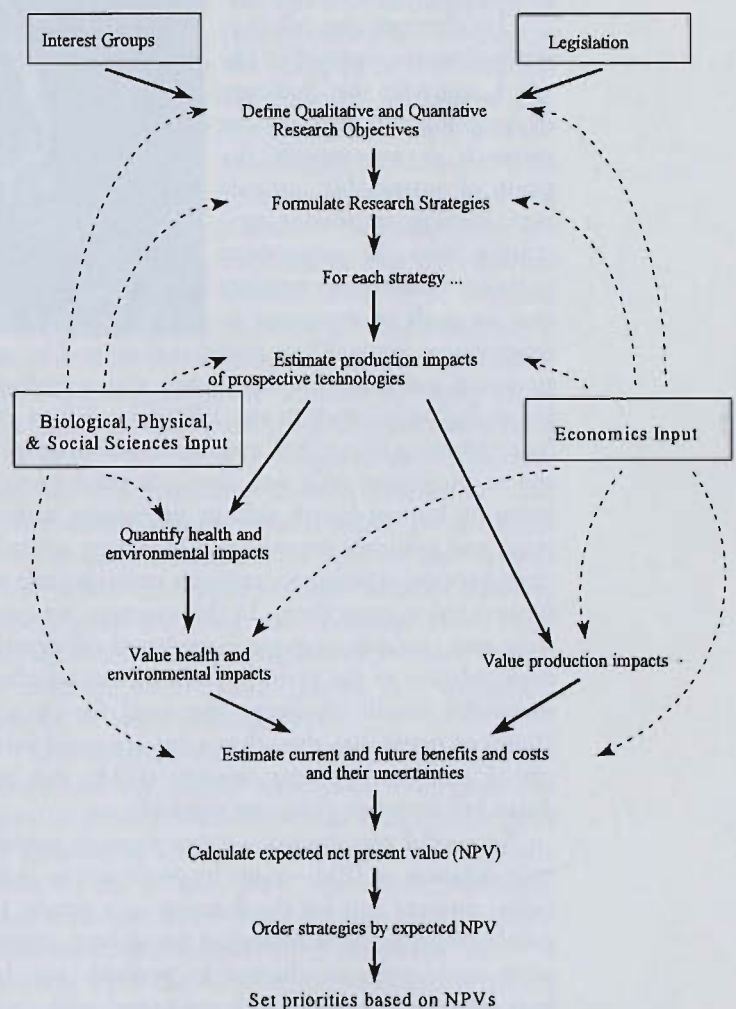 Interest Groups
Legislation
Define Qualitative and Quantative
Research Objectives
Formulate Research Strategies
For each strategy ...
Estimate production impacts
of prospective technologies
Biological, Physical,
& Social Sciences Input
Economics Input
Quantify health and
environmental impacts
Value health and
environmental impacts
Value production impacts
Estimate current and future benefits and costs
and their uncertainties
Calculate expected net present value (NPV)
Order strategies by expected NPV
Set priorities based on NPVs